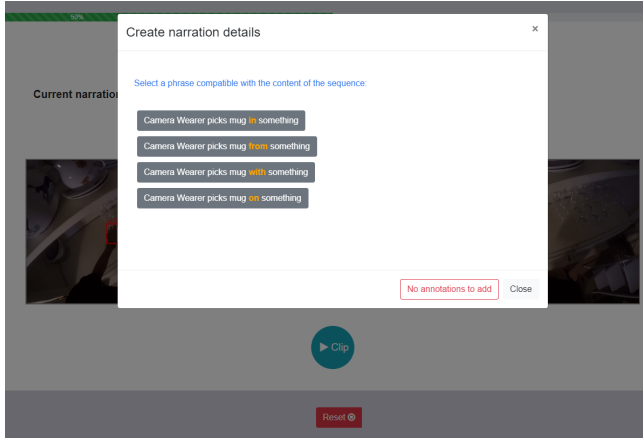 50%
Create narration details
×
Select a phrase compatible with the content of the sequence:
Current narratio
Camera Wearer picks mug in something
Camera Wearer picks mug from something
Camera Wearer picks mug with something
Camera Wearer picks mug on something
No annotations to add
Close
Clip
Reset